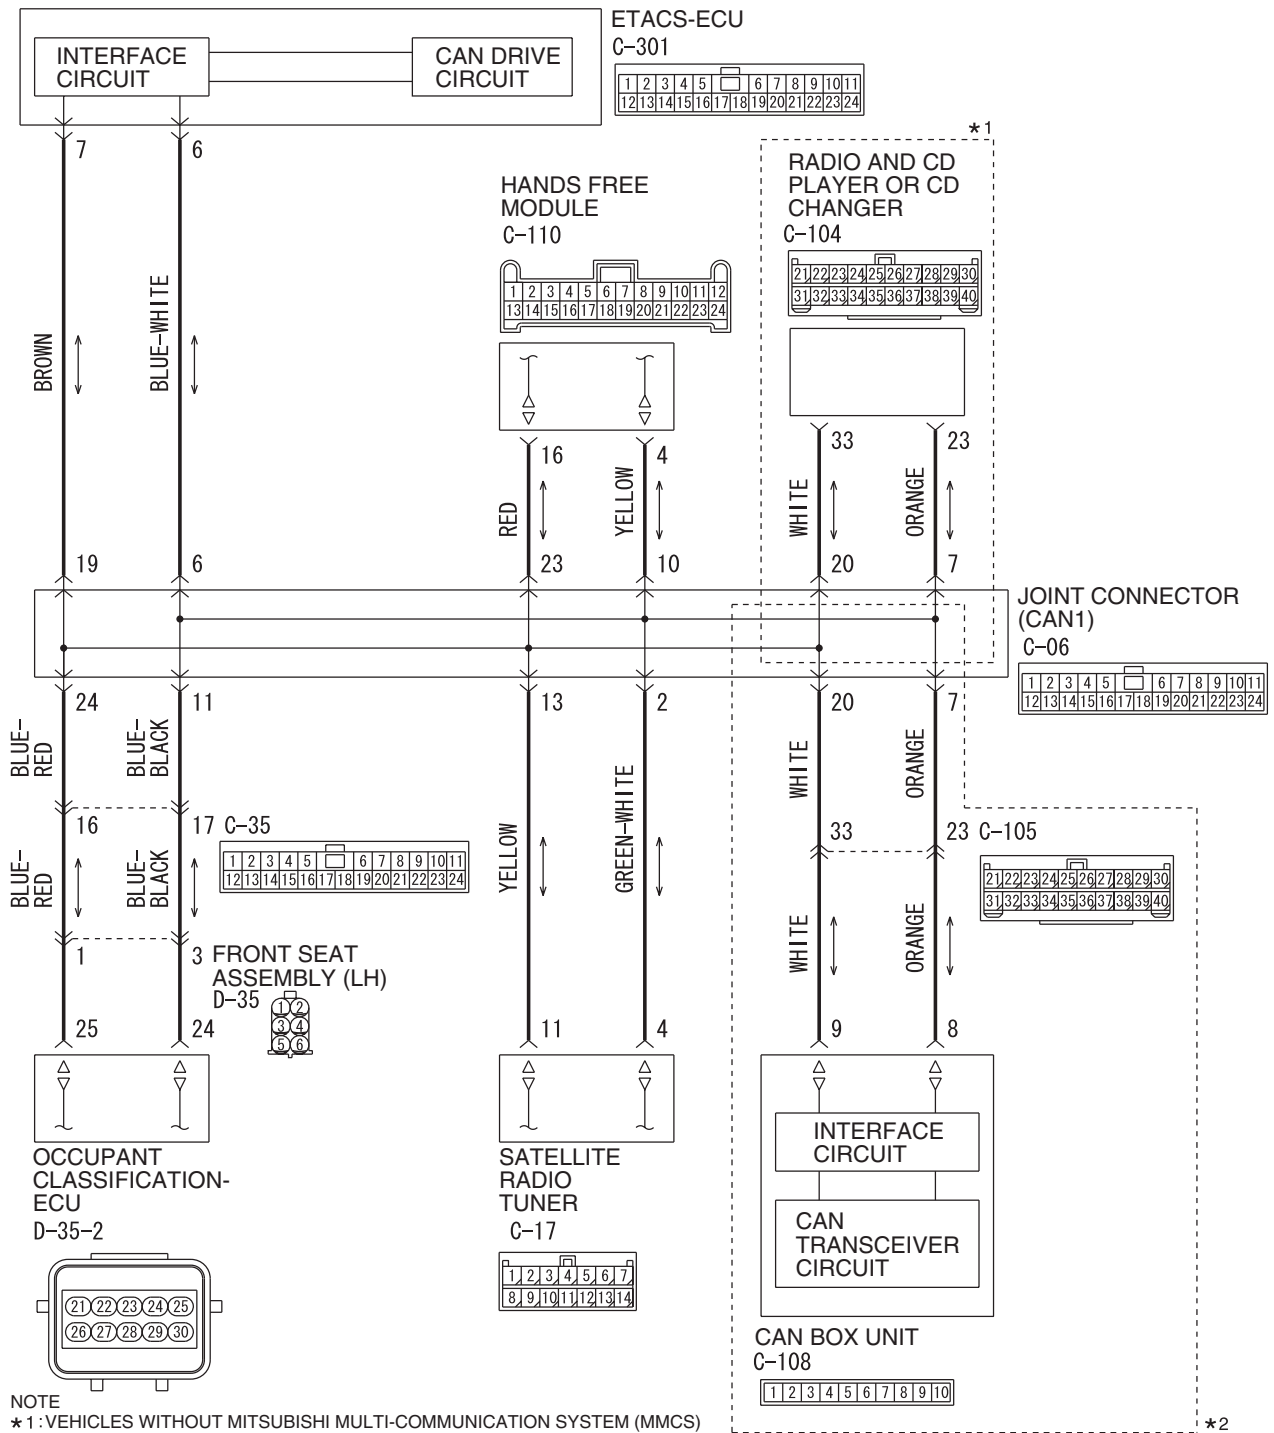 ETACS-ECU
C-301
INTERFACE
CIRCUIT
CAN DRIVE
CIRCUIT
1 2 3 4 5 6 7 8 9 10 11
12 13 14 15 16 17 18 19 20 21 22 23 24
7 6
*1
HANDS FREE
MODULE
C-110
1 2 3 4 5 6 7 8 9 10 11 12
13 14 15 16 17 18 19 20 21 22 23 24
RADIO AND CD
PLAYER OR CD
CHANGER
C-104
21 22 23 24 25 26 27 28 29 30
31 32 33 34 35 36 37 38 39 40
BROWN
BLUE-WHITE
16 4 33 23
RED
YELLOW
WHITE
ORANGE
19 6 23 10 20 7
JOINT CONNECTOR
(CAN1)
C-06
1 2 3 4 5 6 7 8 9 10 11
12 13 14 15 16 17 18 19 20 21 22 23 24
24 11 13 2 20 7
BLUE-
RED
BLUE-
BLACK
WHITE
ORANGE
16 17 C-35
1 2 3 4 5 6 7 8 9 10 11
12 13 14 15 16 17 18 19 20 21 22 23 24
YELLOW
GREEN-WHITE
33 23 C-105
21 22 23 24 25 26 27 28 29 30
31 32 33 34 35 36 37 38 39 40
BLUE-
RED
BLUE-
BLACK
WHITE
ORANGE
1 3 FRONT SEAT
ASSEMBLY (LH)
D-35
1 2
3 4
5 6
25 24 11 4 9 8
OCCUPANT
CLASSIFICATION-
ECU
D-35-2
21 22 23 24 25
26 27 28 29 30
SATELLITE
RADIO
TUNER
C-17
1 2 3 4 5 6 7
8 9 10 11 12 13 14
INTERFACE
CIRCUIT
CAN
TRANSCEIVER
CIRCUIT
CAN BOX UNIT
C-108
1 2 3 4 5 6 7 8 9 10
NOTE
*1:VEHICLES WITHOUT MITSUBISHI MULTI-COMMUNICATION SYSTEM (MMCS)
*2